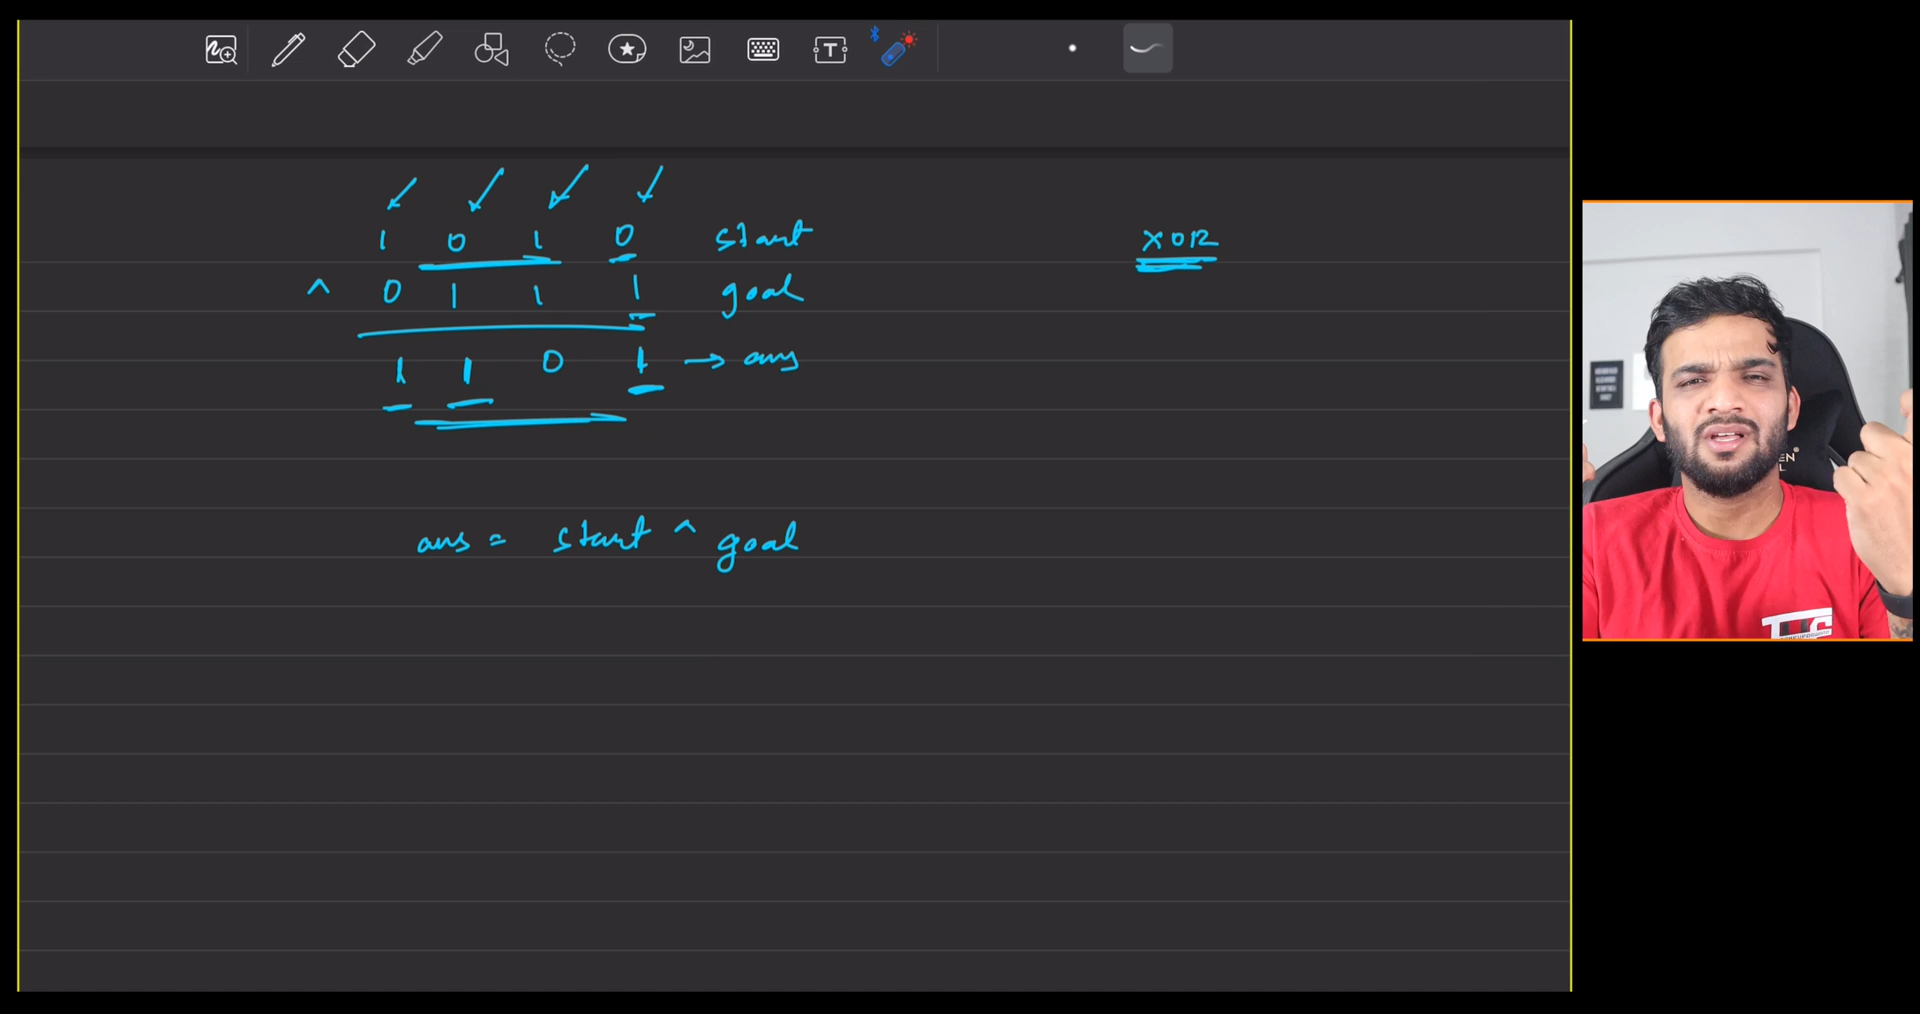 1 0 1 0 start
XOR
^ 0 1 1 1 goal
1 1 0 1 → ans
ans = start ^ goal
T
EN
L